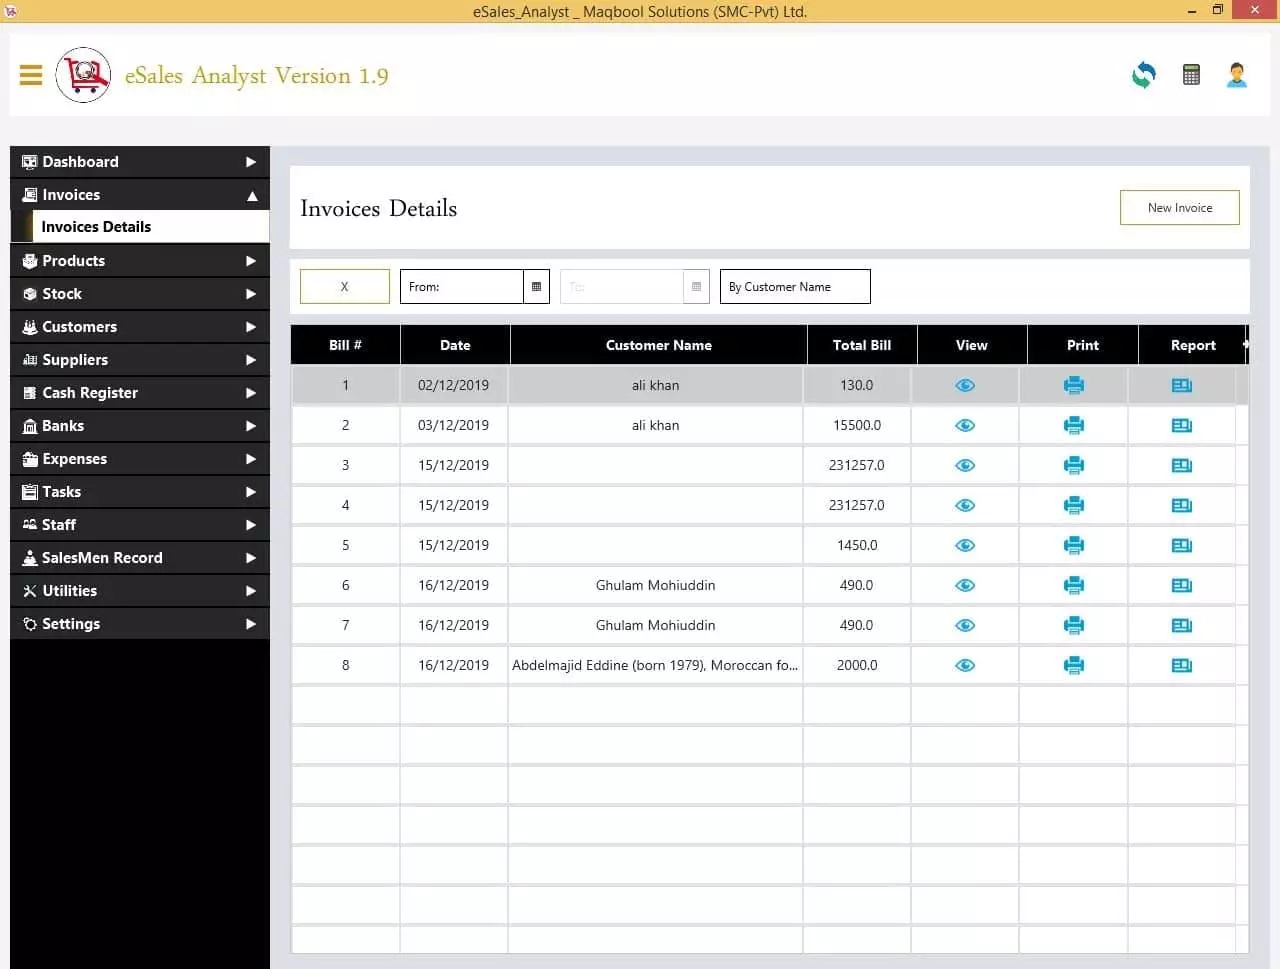 eSales_Analyst _ Maqbool Solutions (SMC-Pvt) Ltd.
eSales Analyst Version 1.9
Dashboard
Invoices
Invoices Details
Products
Stock
Customers
Suppliers
Cash Register
Banks
Expenses
Tasks
Staff
SalesMen Record
Utilities
Settings
Invoices Details
New Invoice
X From: To: By Customer Name
Bill # Date Customer Name Total Bill View Print Report
1 02/12/2019 ali khan 130.0
2 03/12/2019 ali khan 15500.0
3 15/12/2019 231257.0
4 15/12/2019 231257.0
5 15/12/2019 1450.0
6 16/12/2019 Ghulam Mohiuddin 490.0
7 16/12/2019 Ghulam Mohiuddin 490.0
8 16/12/2019 Abdelmajid Eddine (born 1979), Moroccan fo... 2000.0